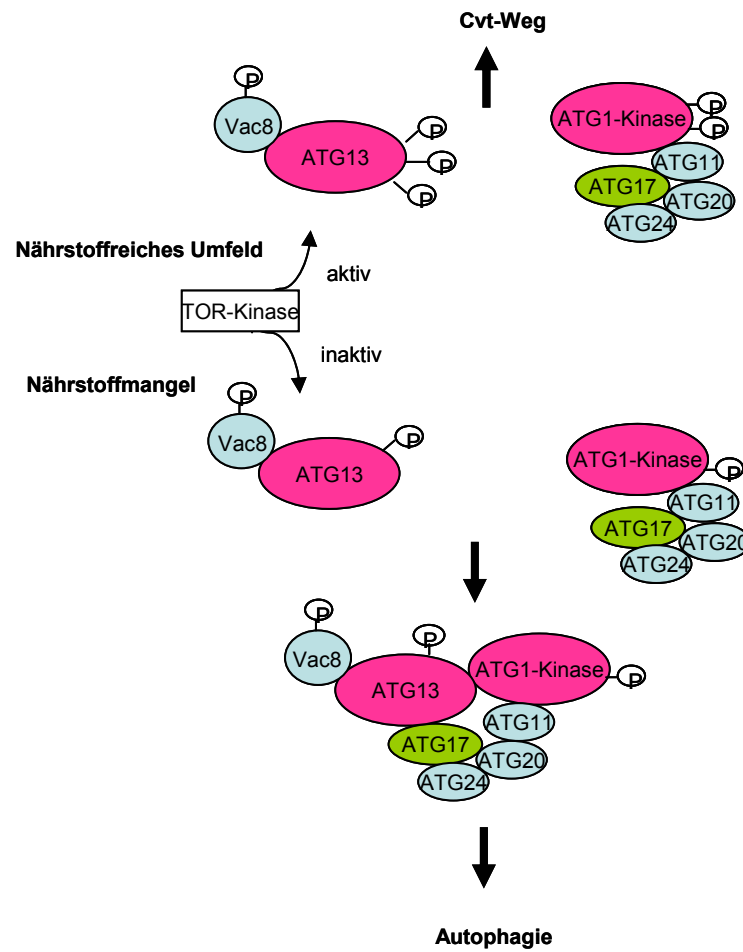 Cvt-Weg
P
Vac8
ATG13
P
P
P
ATG1-Kinase
P
P
ATG11
ATG17
ATG20
ATG24
Nährstoffreiches Umfeld
aktiv
TOR-Kinase
inaktiv
Nährstoffmangel
P
Vac8
ATG13
P
ATG1-Kinase
P
ATG11
ATG17
ATG20
ATG24
P
Vac8
P
ATG13
ATG1-Kinase
P
ATG11
ATG17
ATG20
ATG24
Autophagie